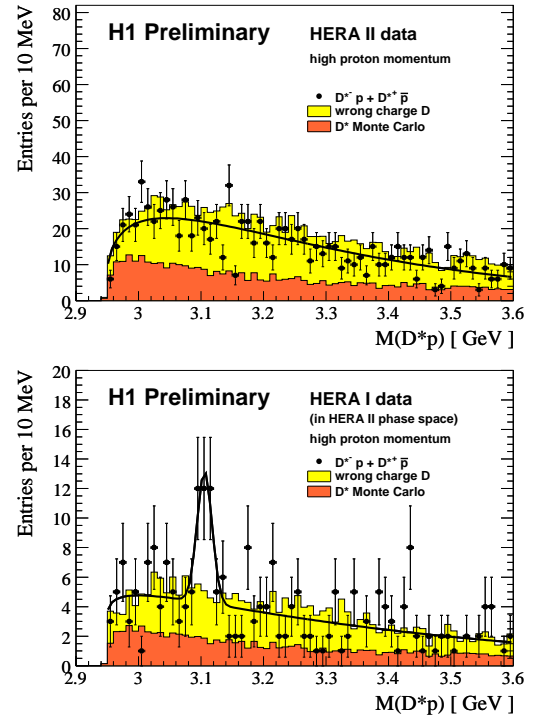 H1 Preliminary
HERA II data
high proton momentum
D*⁻ p + D*⁺ p̅
wrong charge D
D* Monte Carlo
Entries per 10 MeV
80
70
60
50
40
30
20
10
0
2.9 3 3.1 3.2 3.3 3.4 3.5 3.6
M(D*p) [ GeV ]
H1 Preliminary
HERA I data
(in HERA II phase space)
high proton momentum
D*⁻ p + D*⁺ p̅
wrong charge D
D* Monte Carlo
Entries per 10 MeV
20
18
16
14
12
10
8
6
4
2
0
2.9 3 3.1 3.2 3.3 3.4 3.5 3.6
M(D*p) [ GeV ]